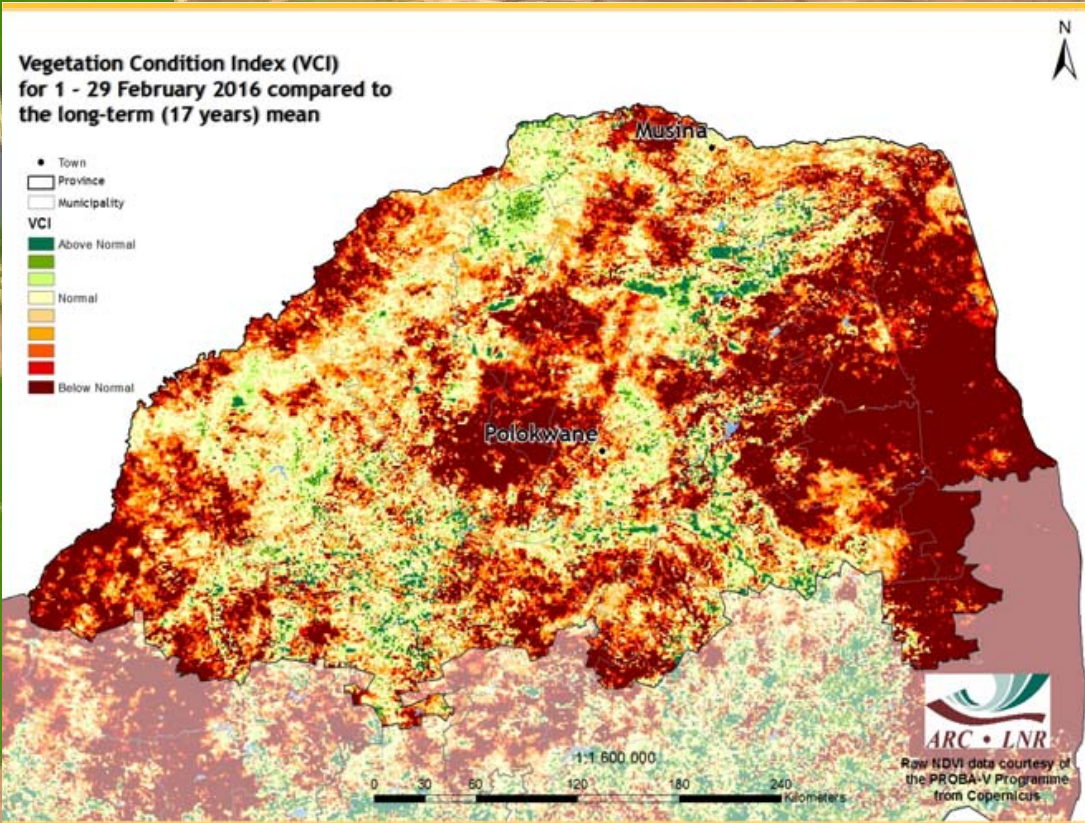 Vegetation Condition Index (VCI)
for 1 - 29 February 2016 compared to
the long-term (17 years) mean
N
Town
Province
Municipality
VCI
Above Normal
Normal
Below Normal
Musina
Polokwane
ARC • LNR
Raw NDVI data courtesy of
the PROBA-V Programme
from Copernicus
1:1 600 000
0 30 60 120 180 240
Kilometers